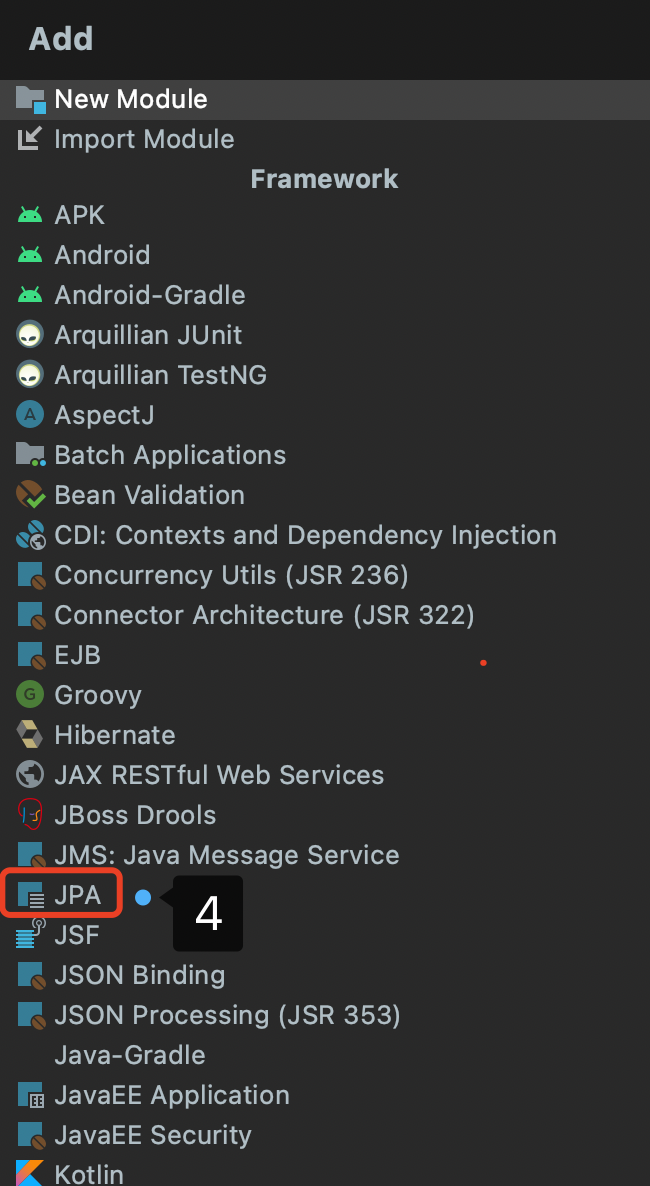 Add
New Module
Import Module
Framework
APK
Android
Android-Gradle
Arquillian JUnit
Arquillian TestNG
A AspectJ
Batch Applications
Bean Validation
CDI: Contexts and Dependency Injection
Concurrency Utils (JSR 236)
Connector Architecture (JSR 322)
EJB
G Groovy
Hibernate
JAX RESTful Web Services
JBoss Drools
JMS: Java Message Service
JPA 4
JSF
JSON Binding
JSON Processing (JSR 353)
Java-Gradle
EE JavaEE Application
JavaEE Security
Kotlin